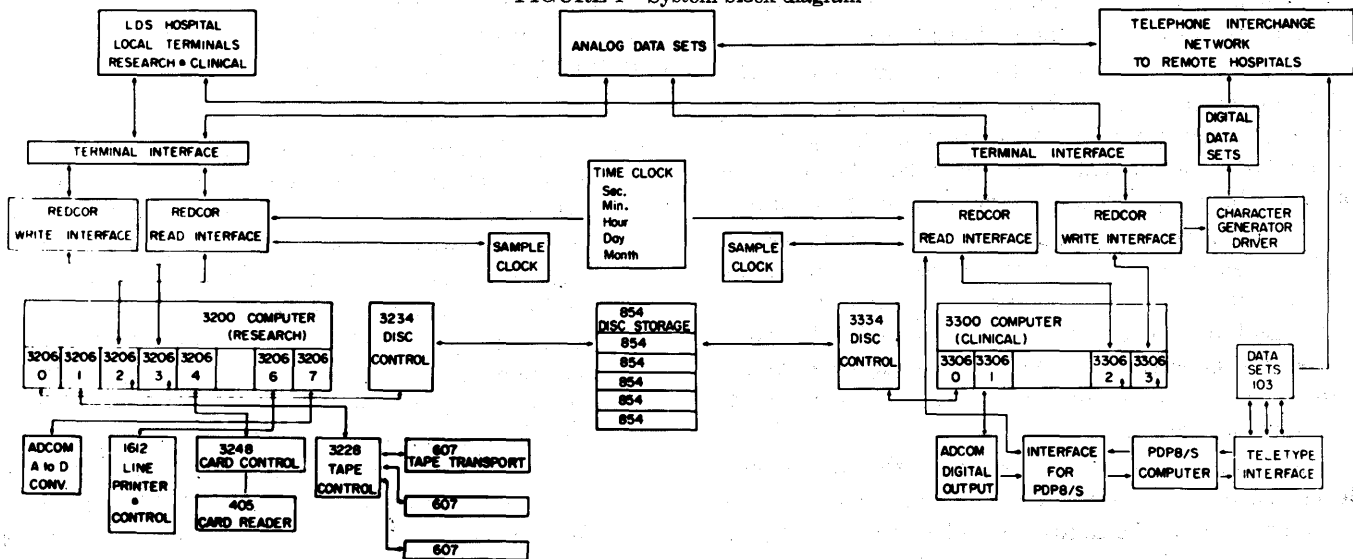 FIGURE 1—System block diagram
LDS HOSPITAL
LOCAL TERMINALS
RESEARCH & CLINICAL
ANALOG DATA SETS
TELEPHONE INTERCHANGE
NETWORK
TO REMOTE HOSPITALS
DIGITAL
DATA
SETS
TERMINAL INTERFACE
TERMINAL INTERFACE
REDCOR
WRITE INTERFACE
REDCOR
READ INTERFACE
SAMPLE
CLOCK
TIME CLOCK
Sec.
Min.
Hour
Day
Month
SAMPLE
CLOCK
REDCOR
READ INTERFACE
REDCOR
WRITE INTERFACE
CHARACTER
GENERATOR
DRIVER
3200 COMPUTER
(RESEARCH)
3206
0
3206
1
3206
2
3206
3
3206
4
3206
6
3206
7
3234
DISC
CONTROL
854
DISC STORAGE
854
854
854
854
854
3334
DISC
CONTROL
3300 COMPUTER
(CLINICAL)
3306
0
3306
1
3306
2
3306
3
DATA
SETS
103
ADCOM
A to D
CONV.
1612
LINE
PRINTER
&
CONTROL
3248
CARD CONTROL
405
CARD READER
3228
TAPE
CONTROL
607
TAPE TRANSPORT
607
607
ADCOM
DIGITAL
OUTPUT
INTERFACE
FOR
PDP8/S
PDP8/S
COMPUTER
TELETYPE
INTERFACE